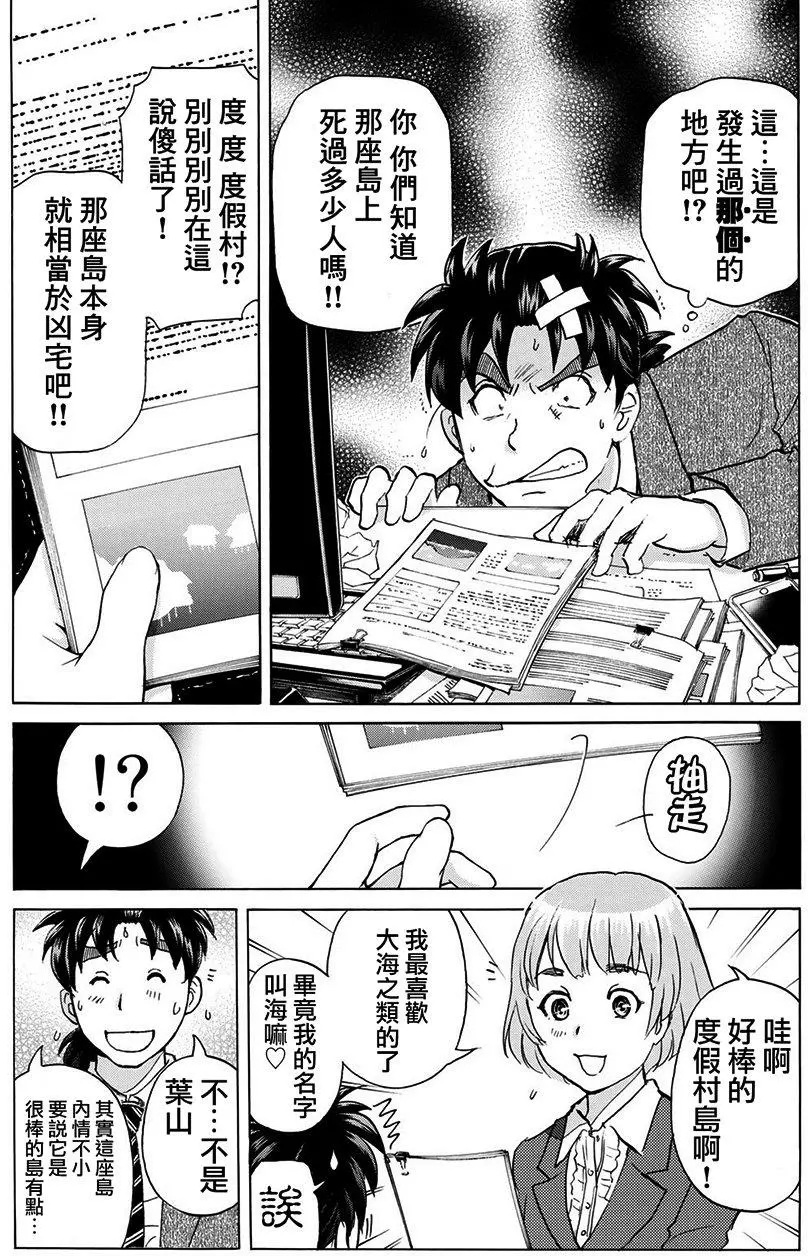 這…這是
發生過那個的
地方吧!?
你 你們知道
那座島上
死過多少人嗎!!
度 度 度假村!?
別別別別在這
說傻話了!
那座島本身
就相當於凶宅吧!!
抽走
!?
哇啊
好棒的
度假村島啊!
我最喜歡
大海之類的了
畢竟我的名字
叫海嘛♡
誒
不…不是
葉山
其實這座島
內情不小
要說它是
很棒的島有點…